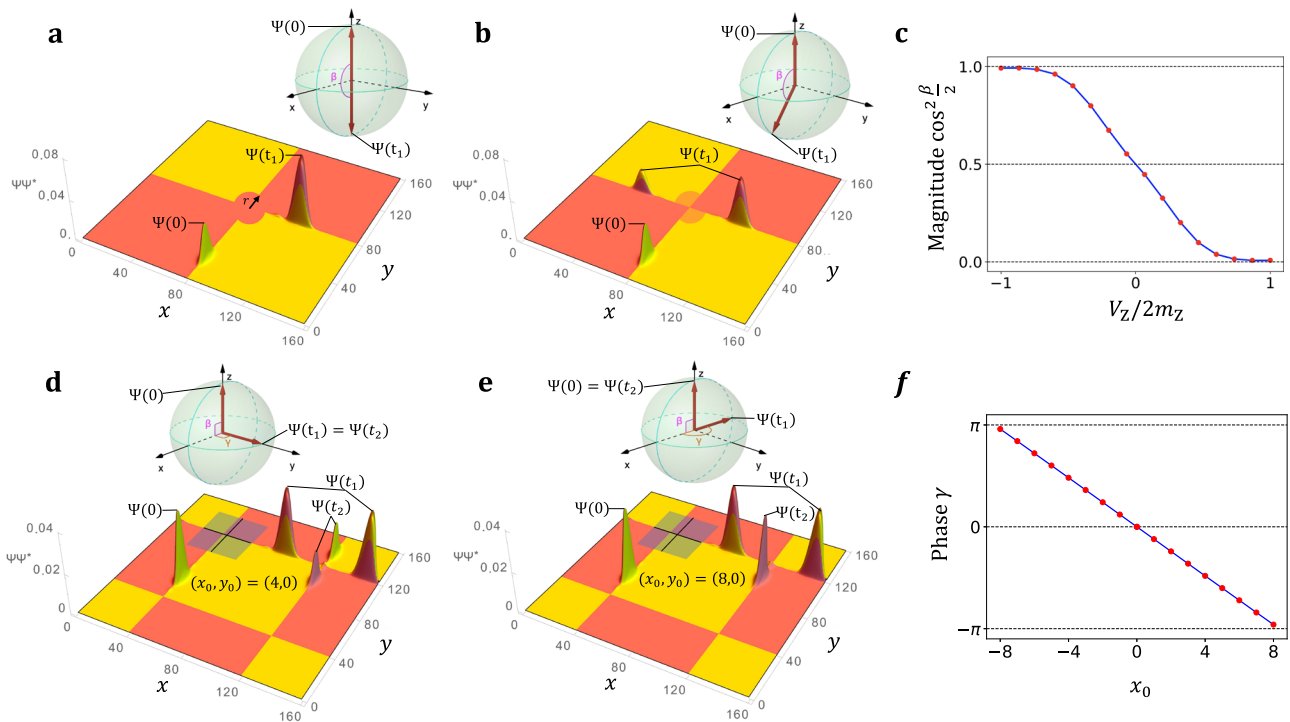 a
Ψ(0)
z
β
x
y
Ψ(t₁)
0,08
ΨΨ*
0,04
0.
Ψ(t₁)
r
Ψ(0)
0
40
80
120
160
x
0
40
80
120
160
y
b
Ψ(0)
z
β
x
y
Ψ(t₁)
0,08
ΨΨ*
0,04
0.
Ψ(t₁)
Ψ(0)
0
40
80
120
160
x
0
40
80..
120
160
y
c
Magnitude cos² β/2
1.0
0.5
0.0
−1
0
1
V_Z/2m_Z
d
Ψ(0)
z
β
γ
x
y
Ψ(t₁) = Ψ(t₂)
0,04
ΨΨ*
0.02
0
Ψ(0)
Ψ(t₁)
Ψ(t₂)
(x₀, y₀) = (4,0)
0
40
80
120
160
x
0
40
80
120
160
y
e
Ψ(0) = Ψ(t₂)
z
β
γ
x
y
Ψ(t₁)
0.04
ΨΨ*
0.02
0
Ψ(0)
Ψ(t₁)
Ψ(t₂)
(x₀, y₀) = (8,0)
0
40
80
120
160
x
0
40
80
120
160
y
f
Phase γ
π
0
−π
−8
−4
0
4
8
x₀